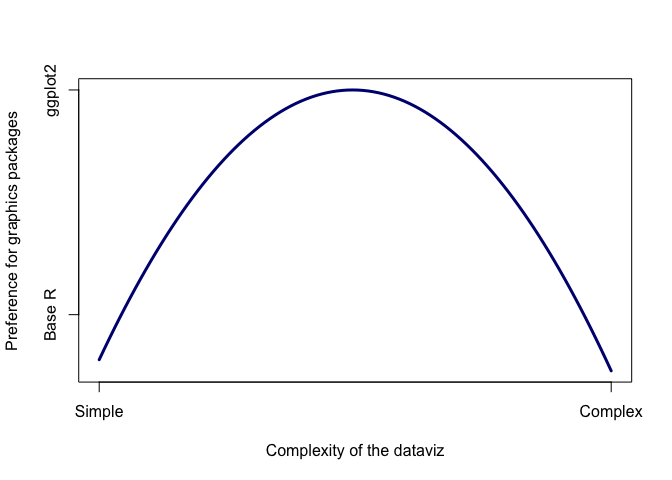 Preference for graphics packages
ggplot2
Base R
Simple
Complex
Complexity of the dataviz